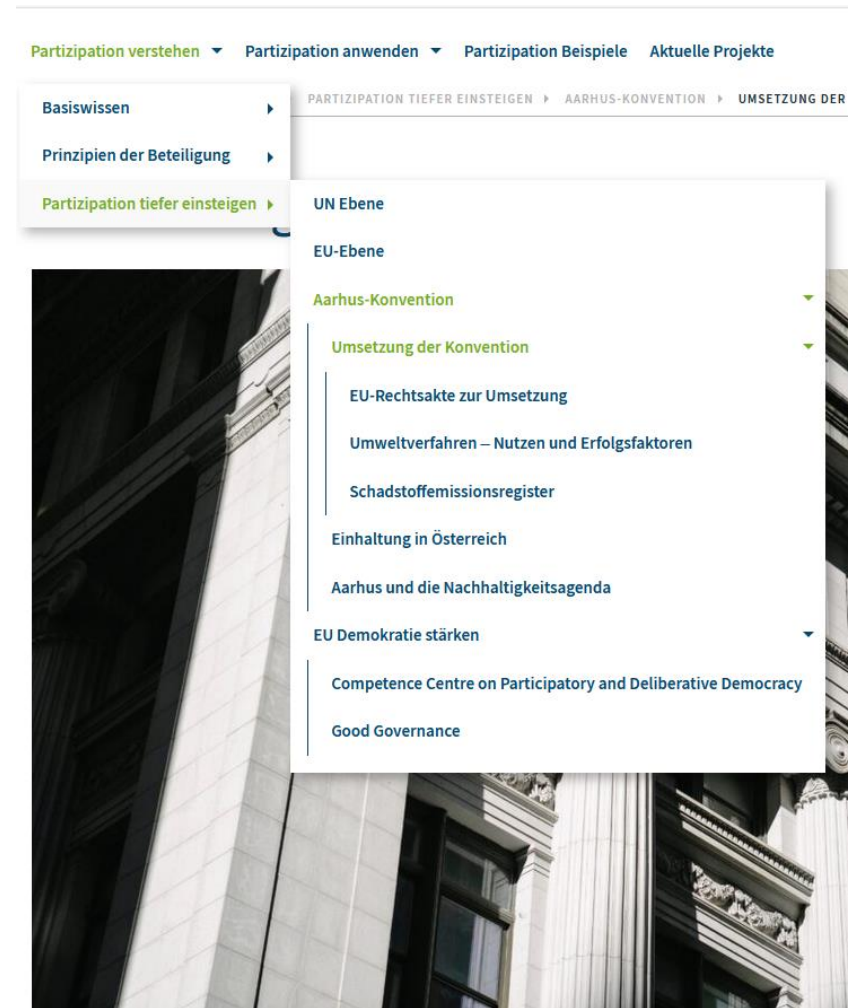 Partizipation verstehen Partizipation anwenden Partizipation Beispiele Aktuelle Projekte
PARTIZIPATION TIEFER EINSTEIGEN AARHUS-KONVENTION UMSETZUNG DER
Basiswissen
Prinzipien der Beteiligung
Partizipation tiefer einsteigen
UN Ebene
EU-Ebene
Aarhus-Konvention
Umsetzung der Konvention
EU-Rechtsakte zur Umsetzung
Umweltverfahren – Nutzen und Erfolgsfaktoren
Schadstoffemissionsregister
Einhaltung in Österreich
Aarhus und die Nachhaltigkeitsagenda
EU Demokratie stärken
Competence Centre on Participatory and Deliberative Democracy
Good Governance